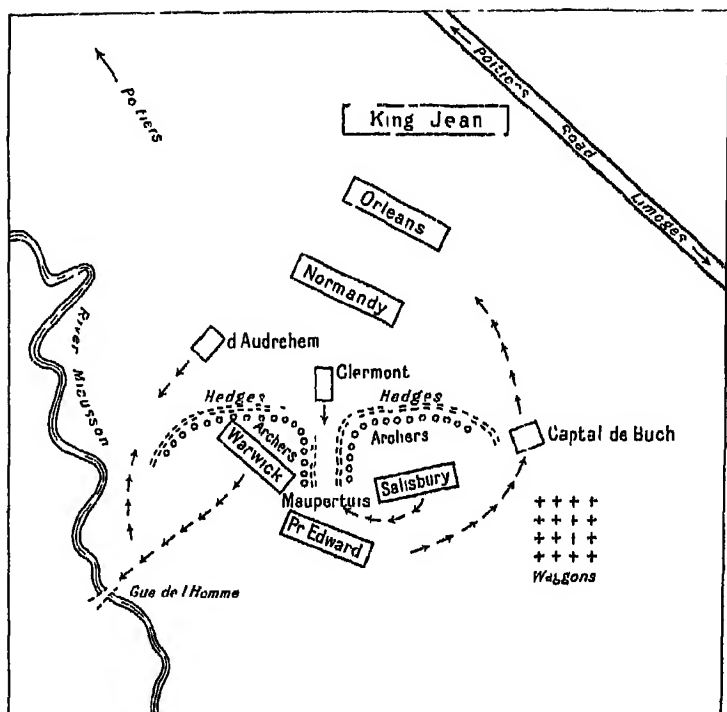 Poitiers
Poitiers Road Limoges
King Jean
Orleans
Normandy
River Miausson
d Audrehem
Clermont
Hedges
Hedges
Archers
Archers
Warwick
Captal de Buch
Salisbury
Maupertuis
Pr Edward
Waggons
Gue de l Homme